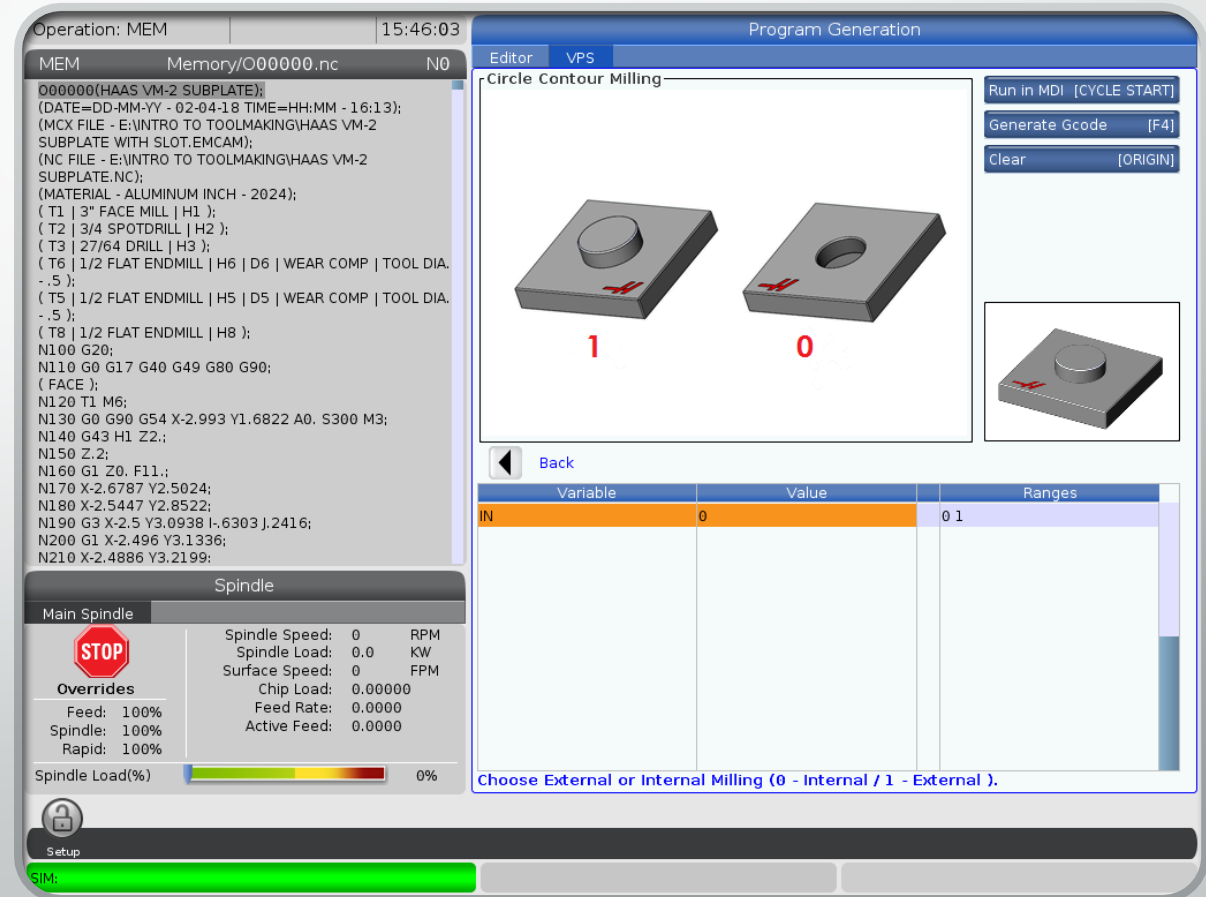 Operation: MEM
15:46:03
MEM Memory/O00000.nc N0
O00000(HAAS VM-2 SUBPLATE);
(DATE=DD-MM-YY - 02-04-18 TIME=HH:MM - 16:13);
(MCX FILE - E:\INTRO TO TOOLMAKING\HAAS VM-2
SUBPLATE WITH SLOT.EMCAM);
(NC FILE - E:\INTRO TO TOOLMAKING\HAAS VM-2
SUBPLATE.NC);
(MATERIAL - ALUMINUM INCH - 2024);
( T1 | 3" FACE MILL | H1 );
( T2 | 3/4 SPOTDRILL | H2 );
( T3 | 27/64 DRILL | H3 );
( T6 | 1/2 FLAT ENDMILL | H6 | D6 | WEAR COMP | TOOL DIA.
- .5 );
( T5 | 1/2 FLAT ENDMILL | H5 | D5 | WEAR COMP | TOOL DIA.
- .5 );
( T8 | 1/2 FLAT ENDMILL | H8 );
N100 G20;
N110 G0 G17 G40 G49 G80 G90;
( FACE );
N120 T1 M6;
N130 G0 G90 G54 X-2.993 Y1.6822 A0. S300 M3;
N140 G43 H1 Z2.;
N150 Z.2;
N160 G1 Z0. F11.;
N170 X-2.6787 Y2.5024;
N180 X-2.5447 Y2.8522;
N190 G3 X-2.5 Y3.0938 I-.6303 J.2416;
N200 G1 X-2.496 Y3.1336;
N210 X-2.4886 Y3.2199;
Spindle
Main Spindle
STOP
Overrides
Feed: 100%
Spindle: 100%
Rapid: 100%
Spindle Speed: 0 RPM
Spindle Load: 0.0 KW
Surface Speed: 0 FPM
Chip Load: 0.00000
Feed Rate: 0.0000
Active Feed: 0.0000
Spindle Load(%) 0%
Program Generation
Editor VPS
Circle Contour Milling
1 0
Run in MDI [CYCLE START]
Generate Gcode [F4]
Clear [ORIGIN]
Back
Variable Value Ranges
IN 0 0 1
Choose External or Internal Milling (0 - Internal / 1 - External ).
Setup
SIM: